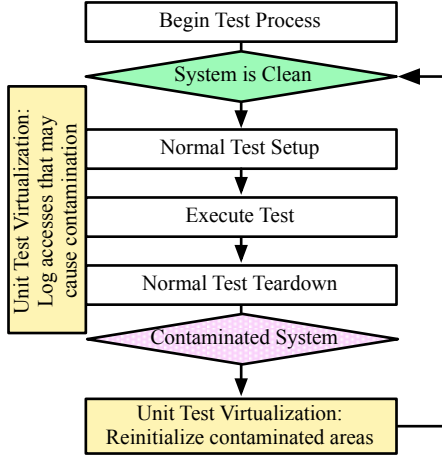 Begin Test Process
System is Clean
Unit Test Virtualization:
Log accesses that may
cause contamination
Normal Test Setup
Execute Test
Normal Test Teardown
Contaminated System
Unit Test Virtualization:
Reinitialize contaminated areas